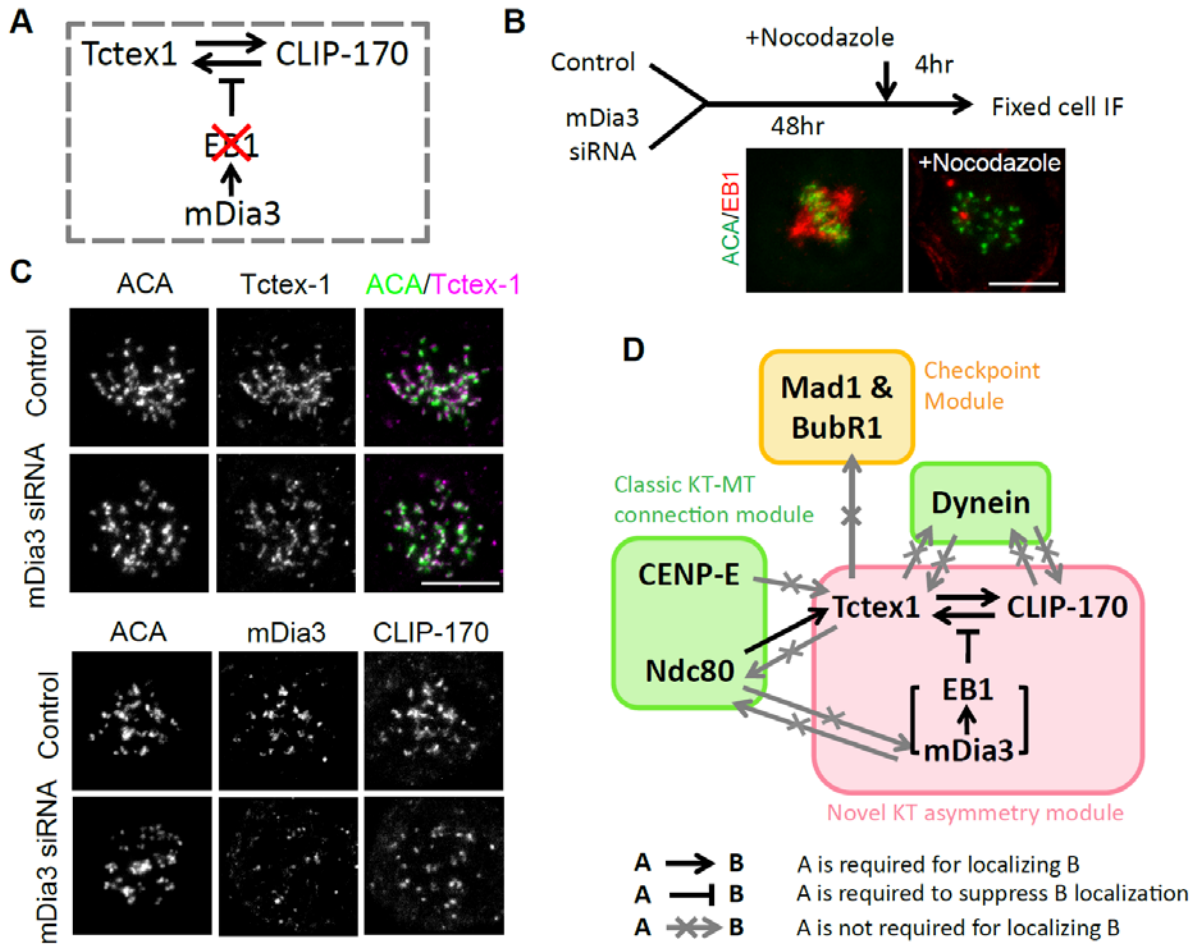 A
Tctex1
CLIP-170
EB1
mDia3
B
+Nocodazole
Control
4hr
mDia3
siRNA
48hr
Fixed cell IF
ACA/EB1
+Nocodazole
C
ACA
Tctex-1
ACA/Tctex-1
Control
mDia3 siRNA
ACA
mDia3
CLIP-170
Control
mDia3 siRNA
D
Mad1 &
BubR1
Checkpoint
Module
Classic KT-MT
connection module
Dynein
CENP-E
Tctex1
CLIP-170
Ndc80
EB1
mDia3
Novel KT asymmetry module
A B A is required for localizing B
A B A is required to suppress B localization
A B A is not required for localizing B